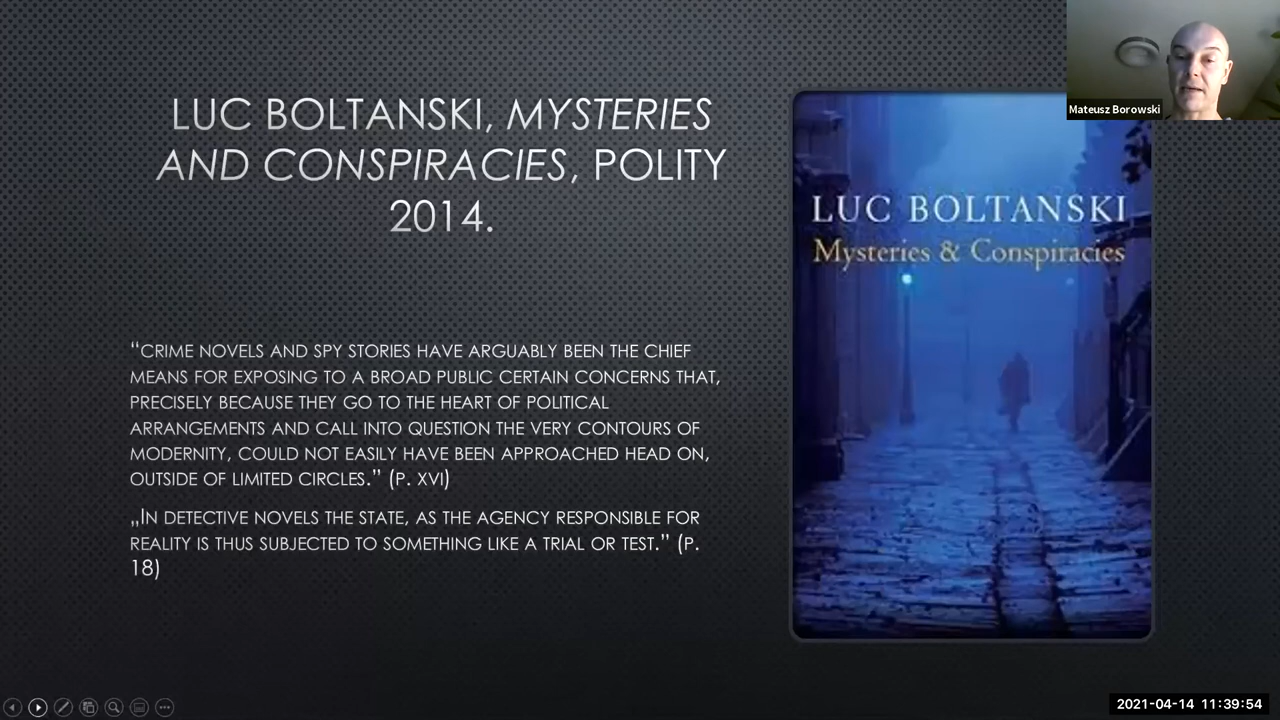 LUC BOLTANSKI, MYSTERIES
AND CONSPIRACIES, POLITY
2014.
“CRIME NOVELS AND SPY STORIES HAVE ARGUABLY BEEN THE CHIEF
MEANS FOR EXPOSING TO A BROAD PUBLIC CERTAIN CONCERNS THAT,
PRECISELY BECAUSE THEY GO TO THE HEART OF POLITICAL
ARRANGEMENTS AND CALL INTO QUESTION THE VERY CONTOURS OF
MODERNITY, COULD NOT EASILY HAVE BEEN APPROACHED HEAD ON,
OUTSIDE OF LIMITED CIRCLES.” (P. XVI)
„IN DETECTIVE NOVELS THE STATE, AS THE AGENCY RESPONSIBLE FOR
REALITY IS THUS SUBJECTED TO SOMETHING LIKE A TRIAL OR TEST.” (P.
18)
LUC BOLTANSKI
Mysteries & Conspiracies
Mateusz Borowski
2021-04-14 11:39:54